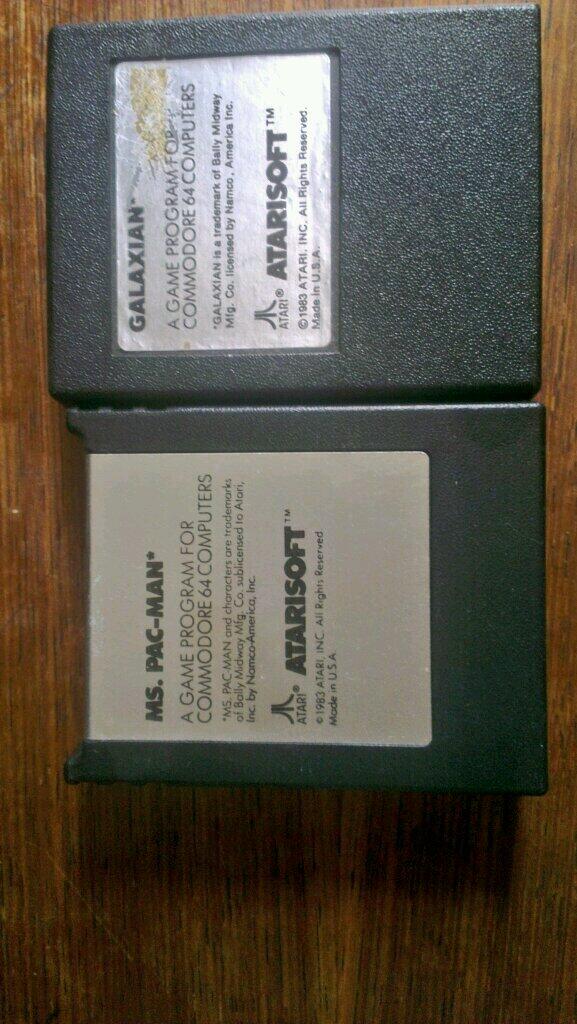 GALAXIAN*
A GAME PROGRAM FOR
COMMODORE 64 COMPUTERS
*GALAXIAN is a trademark of Bally Midway
Mfg. Co. licensed by Namco, America Inc.
ATARI® ATARISOFT™
©1983 ATARI, INC. All Rights Reserved.
Made in U.S.A.
MS. PAC-MAN*
A GAME PROGRAM FOR
COMMODORE 64 COMPUTERS
*MS. PAC-MAN and characters are trademarks
of Bally Midway Mfg. Co. sublicensed to Atari,
Inc. by Namco-America, Inc.
ATARI® ATARISOFT™
©1983 ATARI, INC. All Rights Reserved
Made in U.S.A.